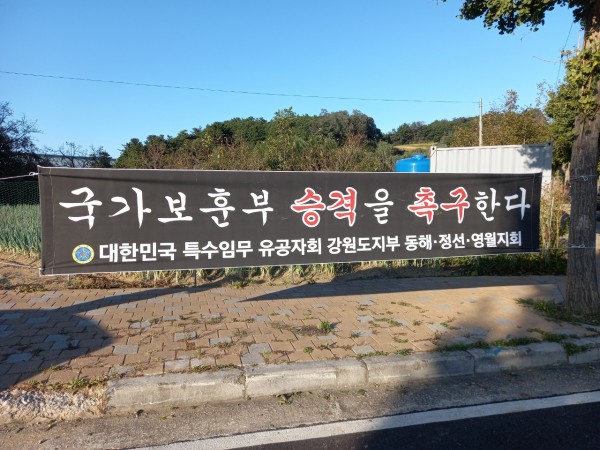 국가보훈부 승격을 촉구한다
대한민국 특수임무 유공자회 강원도지부 동해·정선·영월지회